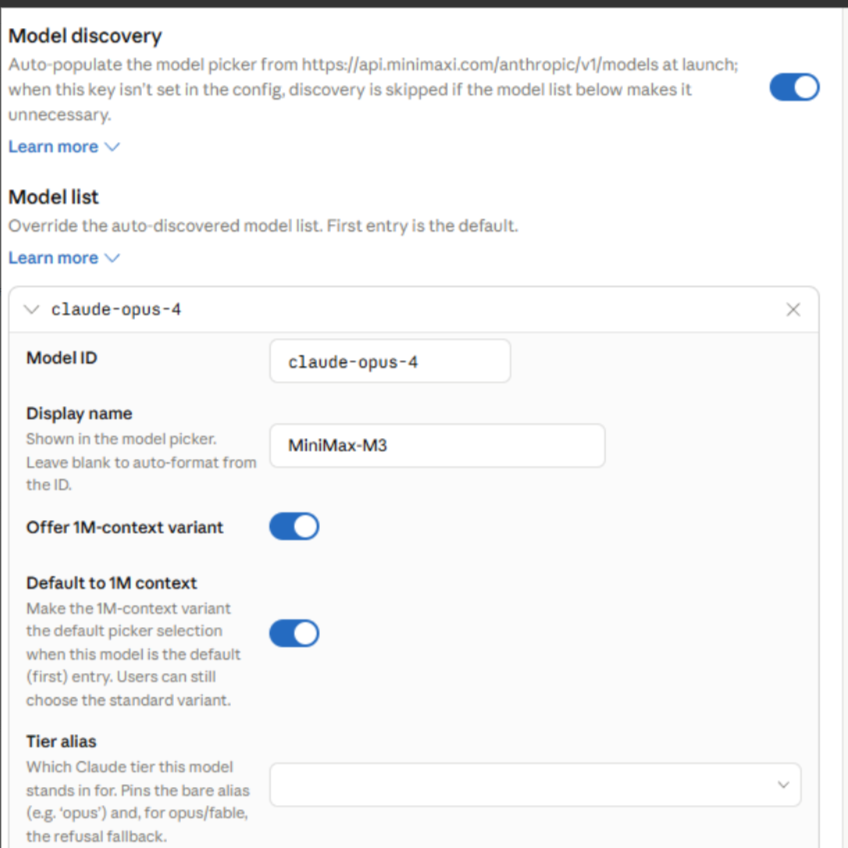 Model discovery
Auto-populate the model picker from https://api.minimaxi.com/anthropic/v1/models at launch;
when this key isn't set in the config, discovery is skipped if the model list below makes it
unnecessary.
Learn more
Model list
Override the auto-discovered model list. First entry is the default.
Learn more
claude-opus-4
Model ID
claude-opus-4
Display name
Shown in the model picker.
Leave blank to auto-format from
the ID.
MiniMax-M3
Offer 1M-context variant
Default to 1M context
Make the 1M-context variant
the default picker selection
when this model is the default
(first) entry. Users can still
choose the standard variant.
Tier alias
Which Claude tier this model
stands in for. Pins the bare alias
(e.g. ‘opus’) and, for opus/fable,
the refusal fallback.